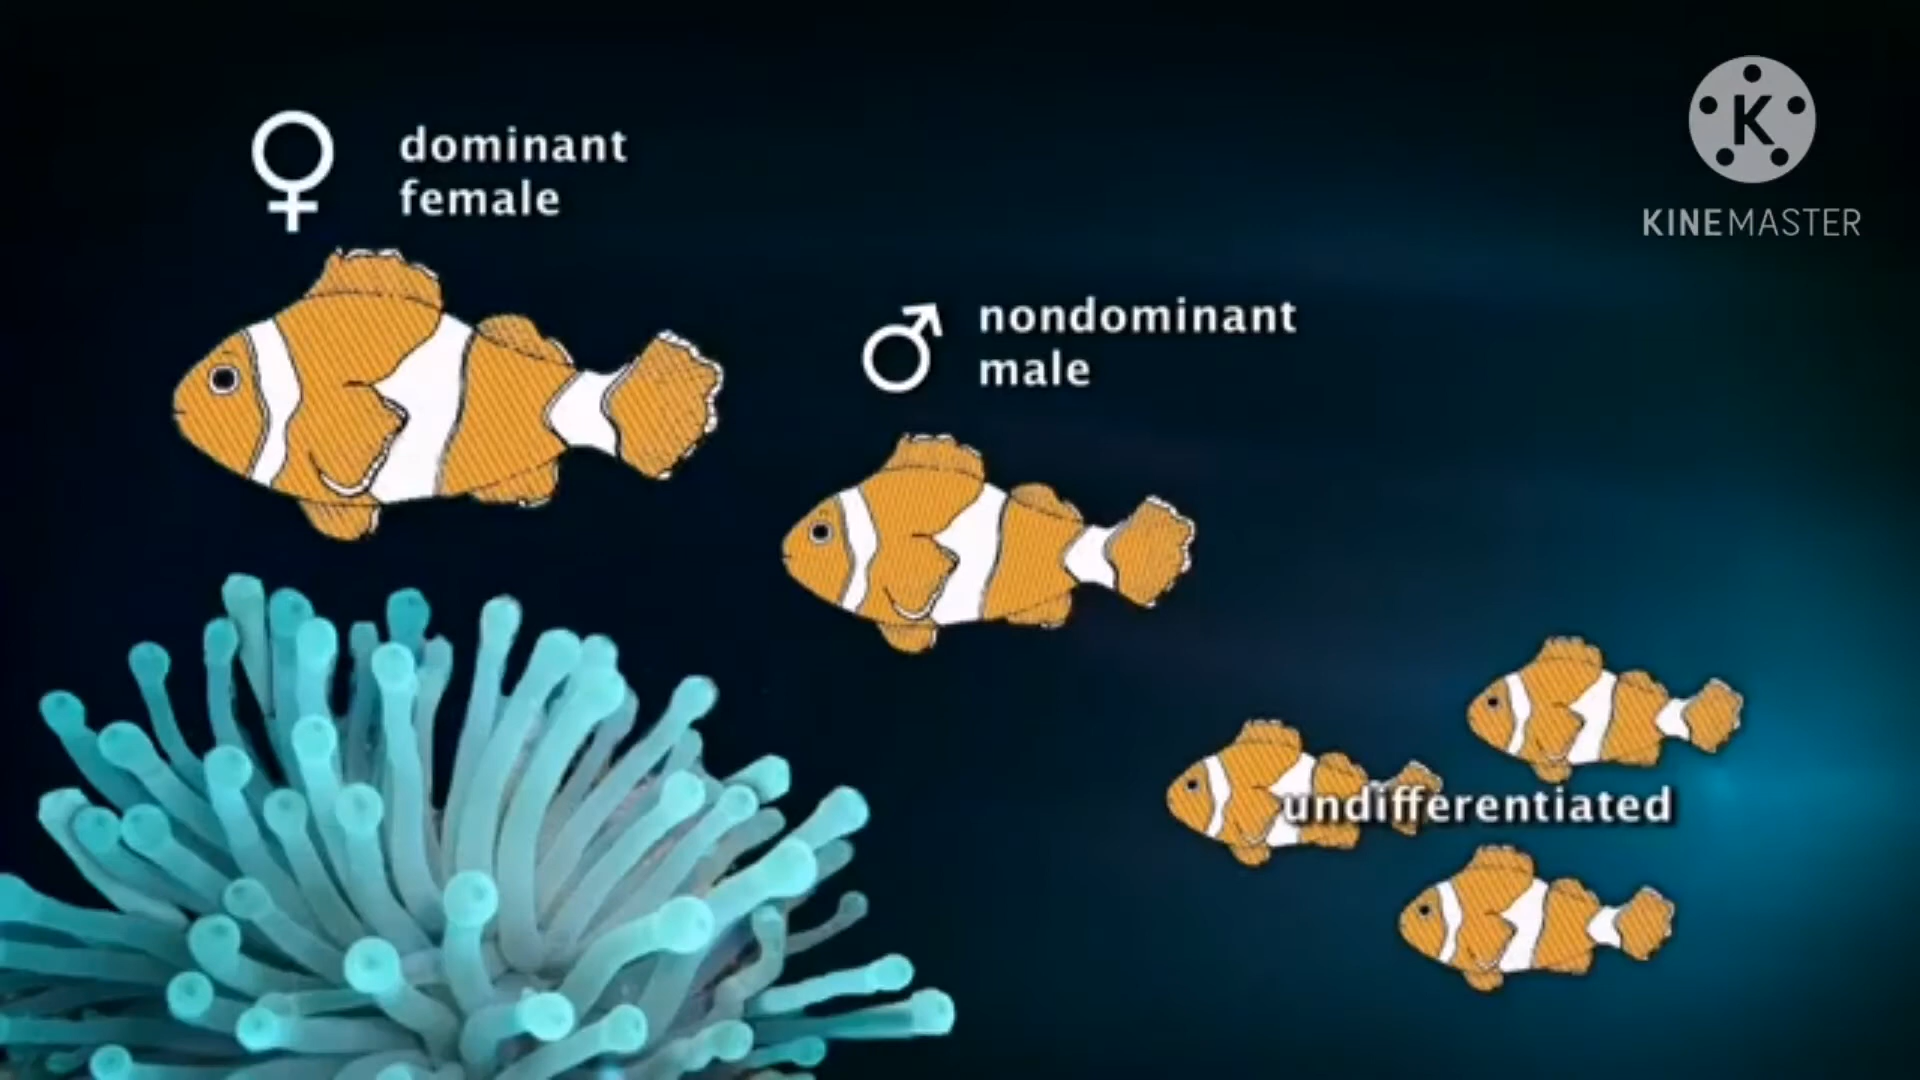 dominant
female
K
KINEMASTER
nondominant
male
undifferentiated